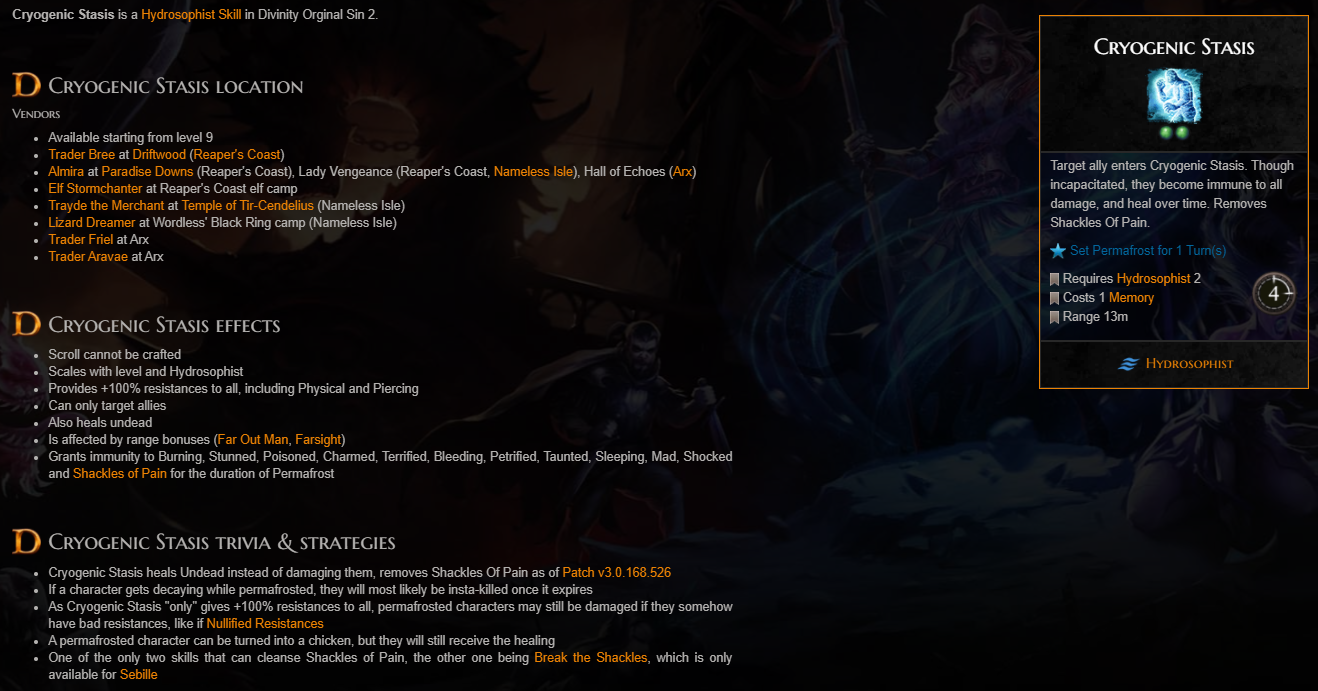 Cryogenic Stasis is a Hydrosophist Skill in Divinity Orginal Sin 2.
Cryogenic Stasis location
Vendors
Available starting from level 9
Trader Bree at Driftwood (Reaper's Coast)
Almira at Paradise Downs (Reaper's Coast), Lady Vengeance (Reaper's Coast, Nameless Isle), Hall of Echoes (Arx)
Elf Stormchanter at Reaper's Coast elf camp
Trayde the Merchant at Temple of Tir-Cendelius (Nameless Isle)
Lizard Dreamer at Wordless' Black Ring camp (Nameless Isle)
Trader Friel at Arx
Trader Aravae at Arx
Cryogenic Stasis effects
Scroll cannot be crafted
Scales with level and Hydrosophist
Provides +100% resistances to all, including Physical and Piercing
Can only target allies
Also heals undead
Is affected by range bonuses (Far Out Man, Farsight)
Grants immunity to Burning, Stunned, Poisoned, Charmed, Terrified, Bleeding, Petrified, Taunted, Sleeping, Mad, Shocked
and Shackles of Pain for the duration of Permafrost
Cryogenic Stasis trivia & strategies
Cryogenic Stasis heals Undead instead of damaging them, removes Shackles Of Pain as of Patch v3.0.168.526
If a character gets decaying while permafrosted, they will most likely be insta-killed once it expires
As Cryogenic Stasis "only" gives +100% resistances to all, permafrosted characters may still be damaged if they somehow
have bad resistances, like if Nullified Resistances
A permafrosted character can be turned into a chicken, but they will still receive the healing
One of the only two skills that can cleanse Shackles of Pain, the other one being Break the Shackles, which is only
available for Sebille
Cryogenic Stasis
Target ally enters Cryogenic Stasis. Though
incapacitated, they become immune to all
damage, and heal over time. Removes
Shackles Of Pain.
Set Permafrost for 1 Turn(s)
Requires Hydrosophist 2
Costs 1 Memory
Range 13m
4
Hydrosophist